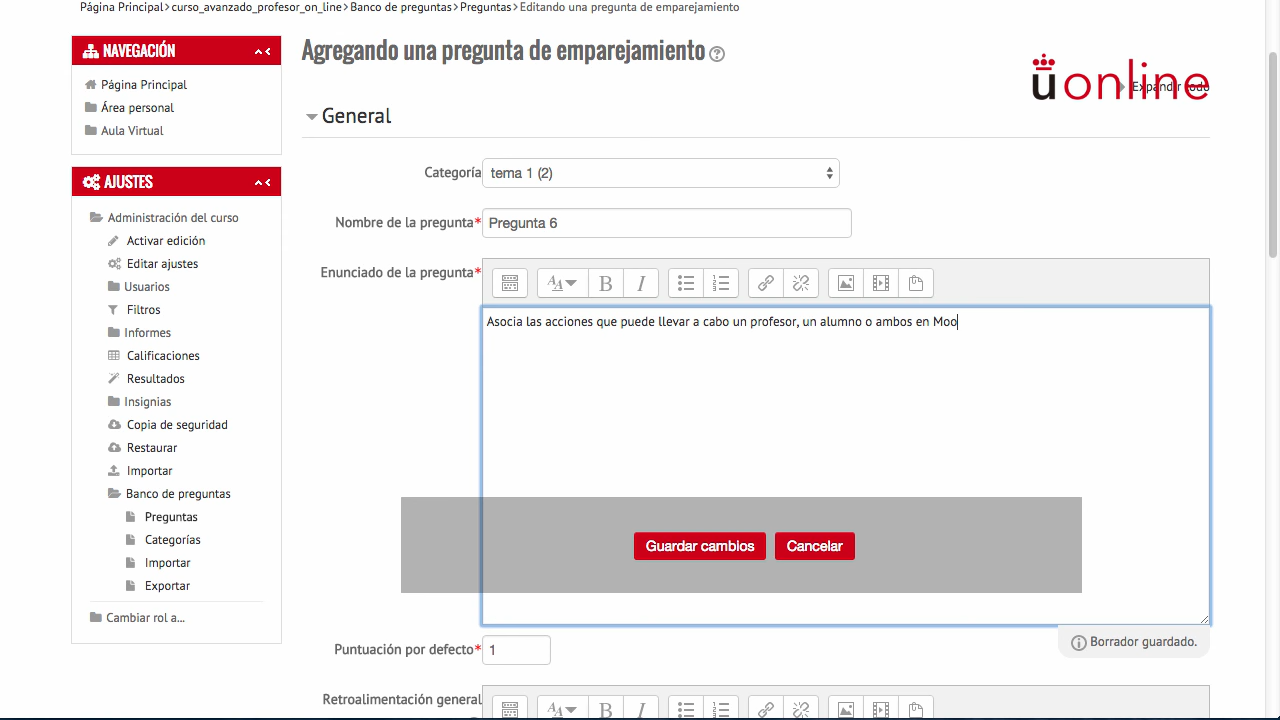 Página Principal > curso_avanzado_profesor_on_line > Banco de preguntas > Preguntas > Editando una pregunta de emparejamiento
NAVEGACIÓN
Página Principal
Área personal
Aula Virtual
AJUSTES
Administración del curso
Activar edición
Editar ajustes
Usuarios
Filtros
Informes
Calificaciones
Resultados
Insignias
Copia de seguridad
Restaurar
Importar
Banco de preguntas
Preguntas
Categorías
Importar
Exportar
Cambiar rol a...
Agregando una pregunta de emparejamiento
uonline
Expandir todo
General
Categoría tema 1 (2)
Nombre de la pregunta* Pregunta 6
Enunciado de la pregunta*
Asocia las acciones que puede llevar a cabo un profesor, un alumno o ambos en Moo
Guardar cambios Cancelar
Borrador guardado.
Puntuación por defecto* 1
Retroalimentación general